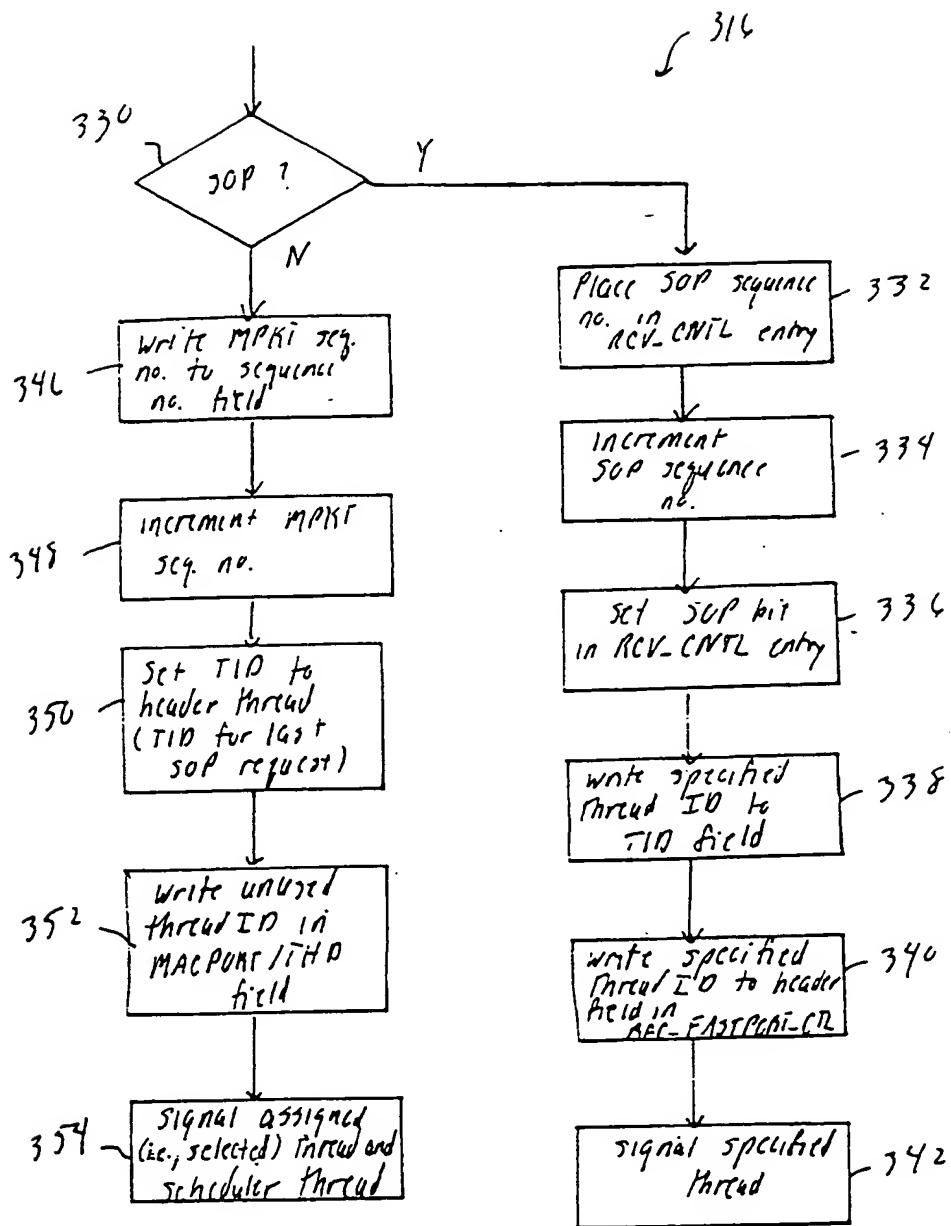 316
330
SOP ?
Y
N
Place SOP sequence
no. in
RCV_CNTL entry
332
Write MPKT seq.
no. to sequence
no. field
346
increment
SOP sequence
no.
334
increment MPKT
seq. no.
348
set SOP bit
in RCV_CNTL entry
336
Set TID to
header thread
(TID for last
SOP request)
350
write specified
thread ID to
TID field
338
write unused
thread ID in
MACPORT/THD
field
352
write specified
thread ID to header
field in
REC_FASTPORT_CTL
340
signal assigned
(i.e., selected) thread and
scheduler thread
354
signal specified
thread
342